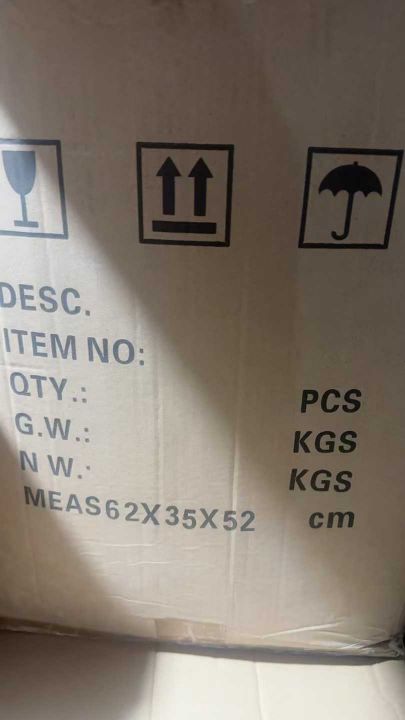 DESC.
ITEM NO:
QTY.: PCS
G.W.: KGS
N W.: KGS
MEAS62X35X52 cm